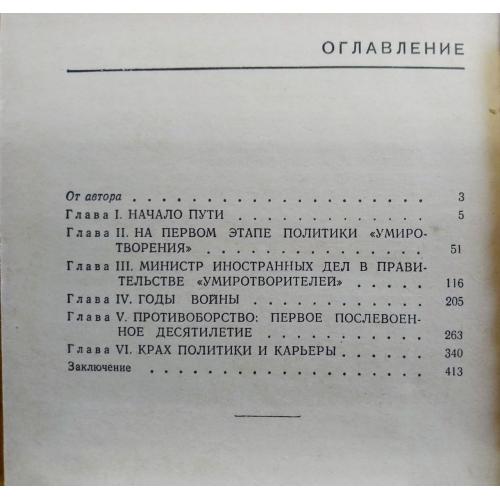 ОГЛАВЛЕНИЕ
От автора . . . . . . . . . . . . . . . . . . . . 3
Глава I. НАЧАЛО ПУТИ . . . . . . . . . . . . . . 5
Глава II. НА ПЕРВОМ ЭТАПЕ ПОЛИТИКИ «УМИРО-
ТВОРЕНИЯ» . . . . . . . . . . . . . . . . 51
Глава III. МИНИСТР ИНОСТРАННЫХ ДЕЛ В ПРАВИ-
ТЕЛЬСТВЕ «УМИРОТВОРИТЕЛЕЙ» . . . . . . . 116
Глава IV. ГОДЫ ВОЙНЫ . . . . . . . . . . . . . 205
Глава V. ПРОТИВОБОРСТВО: ПЕРВОЕ ПОСЛЕВОЕН-
НОЕ ДЕСЯТИЛЕТИЕ . . . . . . . . . . . . 263
Глава VI. КРАХ ПОЛИТИКИ И КАРЬЕРЫ . . . . . . . 340
Заключение . . . . . . . . . . . . . . . . . . . 413